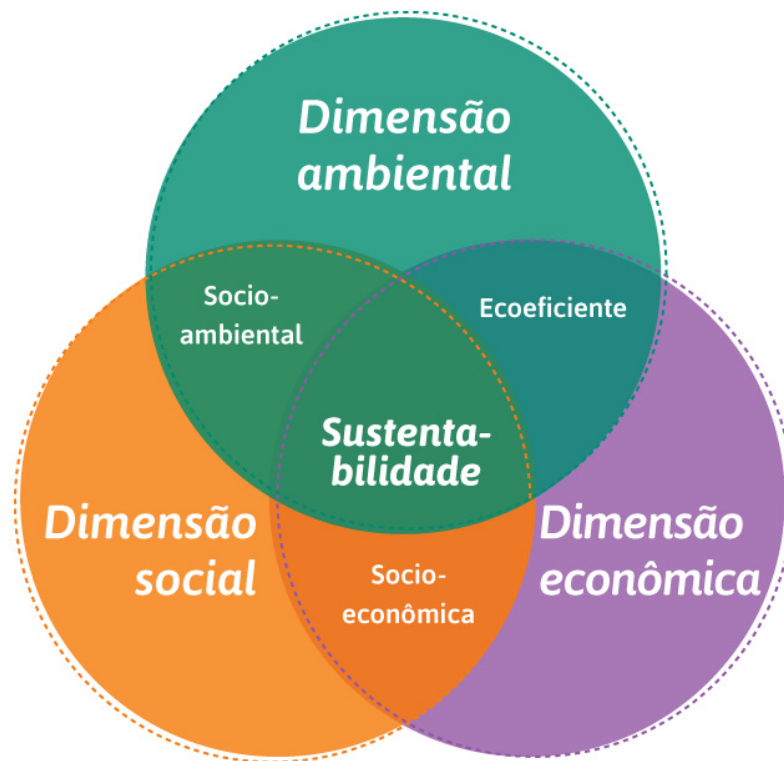 Dimensão
ambiental
Socio-
ambiental
Ecoeficiente
Sustenta-
bilidade
Dimensão
social
Dimensão
econômica
Socio-
econômica